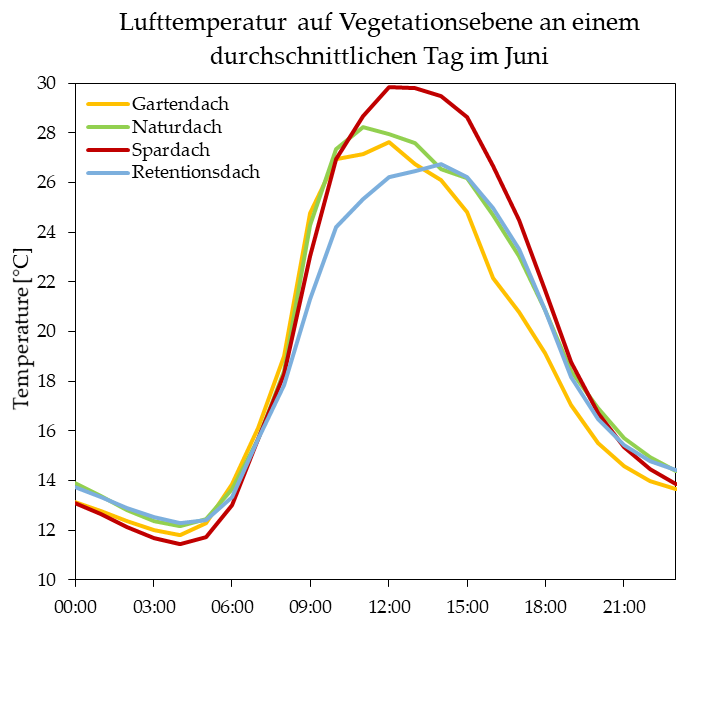 Lufttemperatur auf Vegetationsebene an einem
durchschnittlichen Tag im Juni
30
28
26
24
22
20
18
16
14
12
10
Temperature [°C]
Gartendach
Naturdach
Spardach
Retentionsdach
00:00 03:00 06:00 09:00 12:00 15:00 18:00 21:00